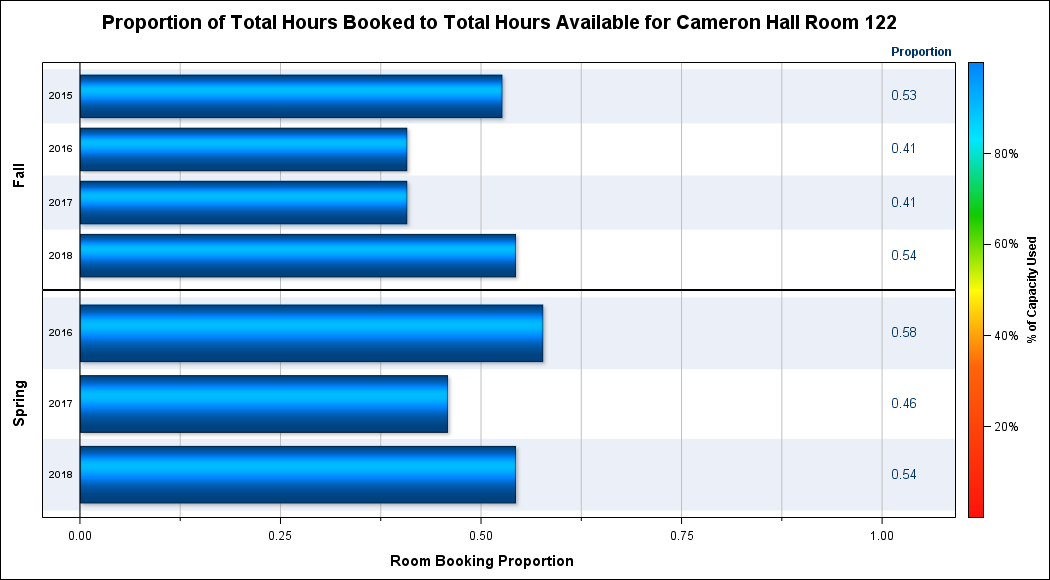 Proportion of Total Hours Booked to Total Hours Available for Cameron Hall Room 122
Proportion
Fall
2015 0.53
2016 0.41
2017 0.41
2018 0.54
Spring
2016 0.58
2017 0.46
2018 0.54
0.00 0.25 0.50 0.75 1.00
Room Booking Proportion
80%
60%
40%
20%
% of Capacity Used